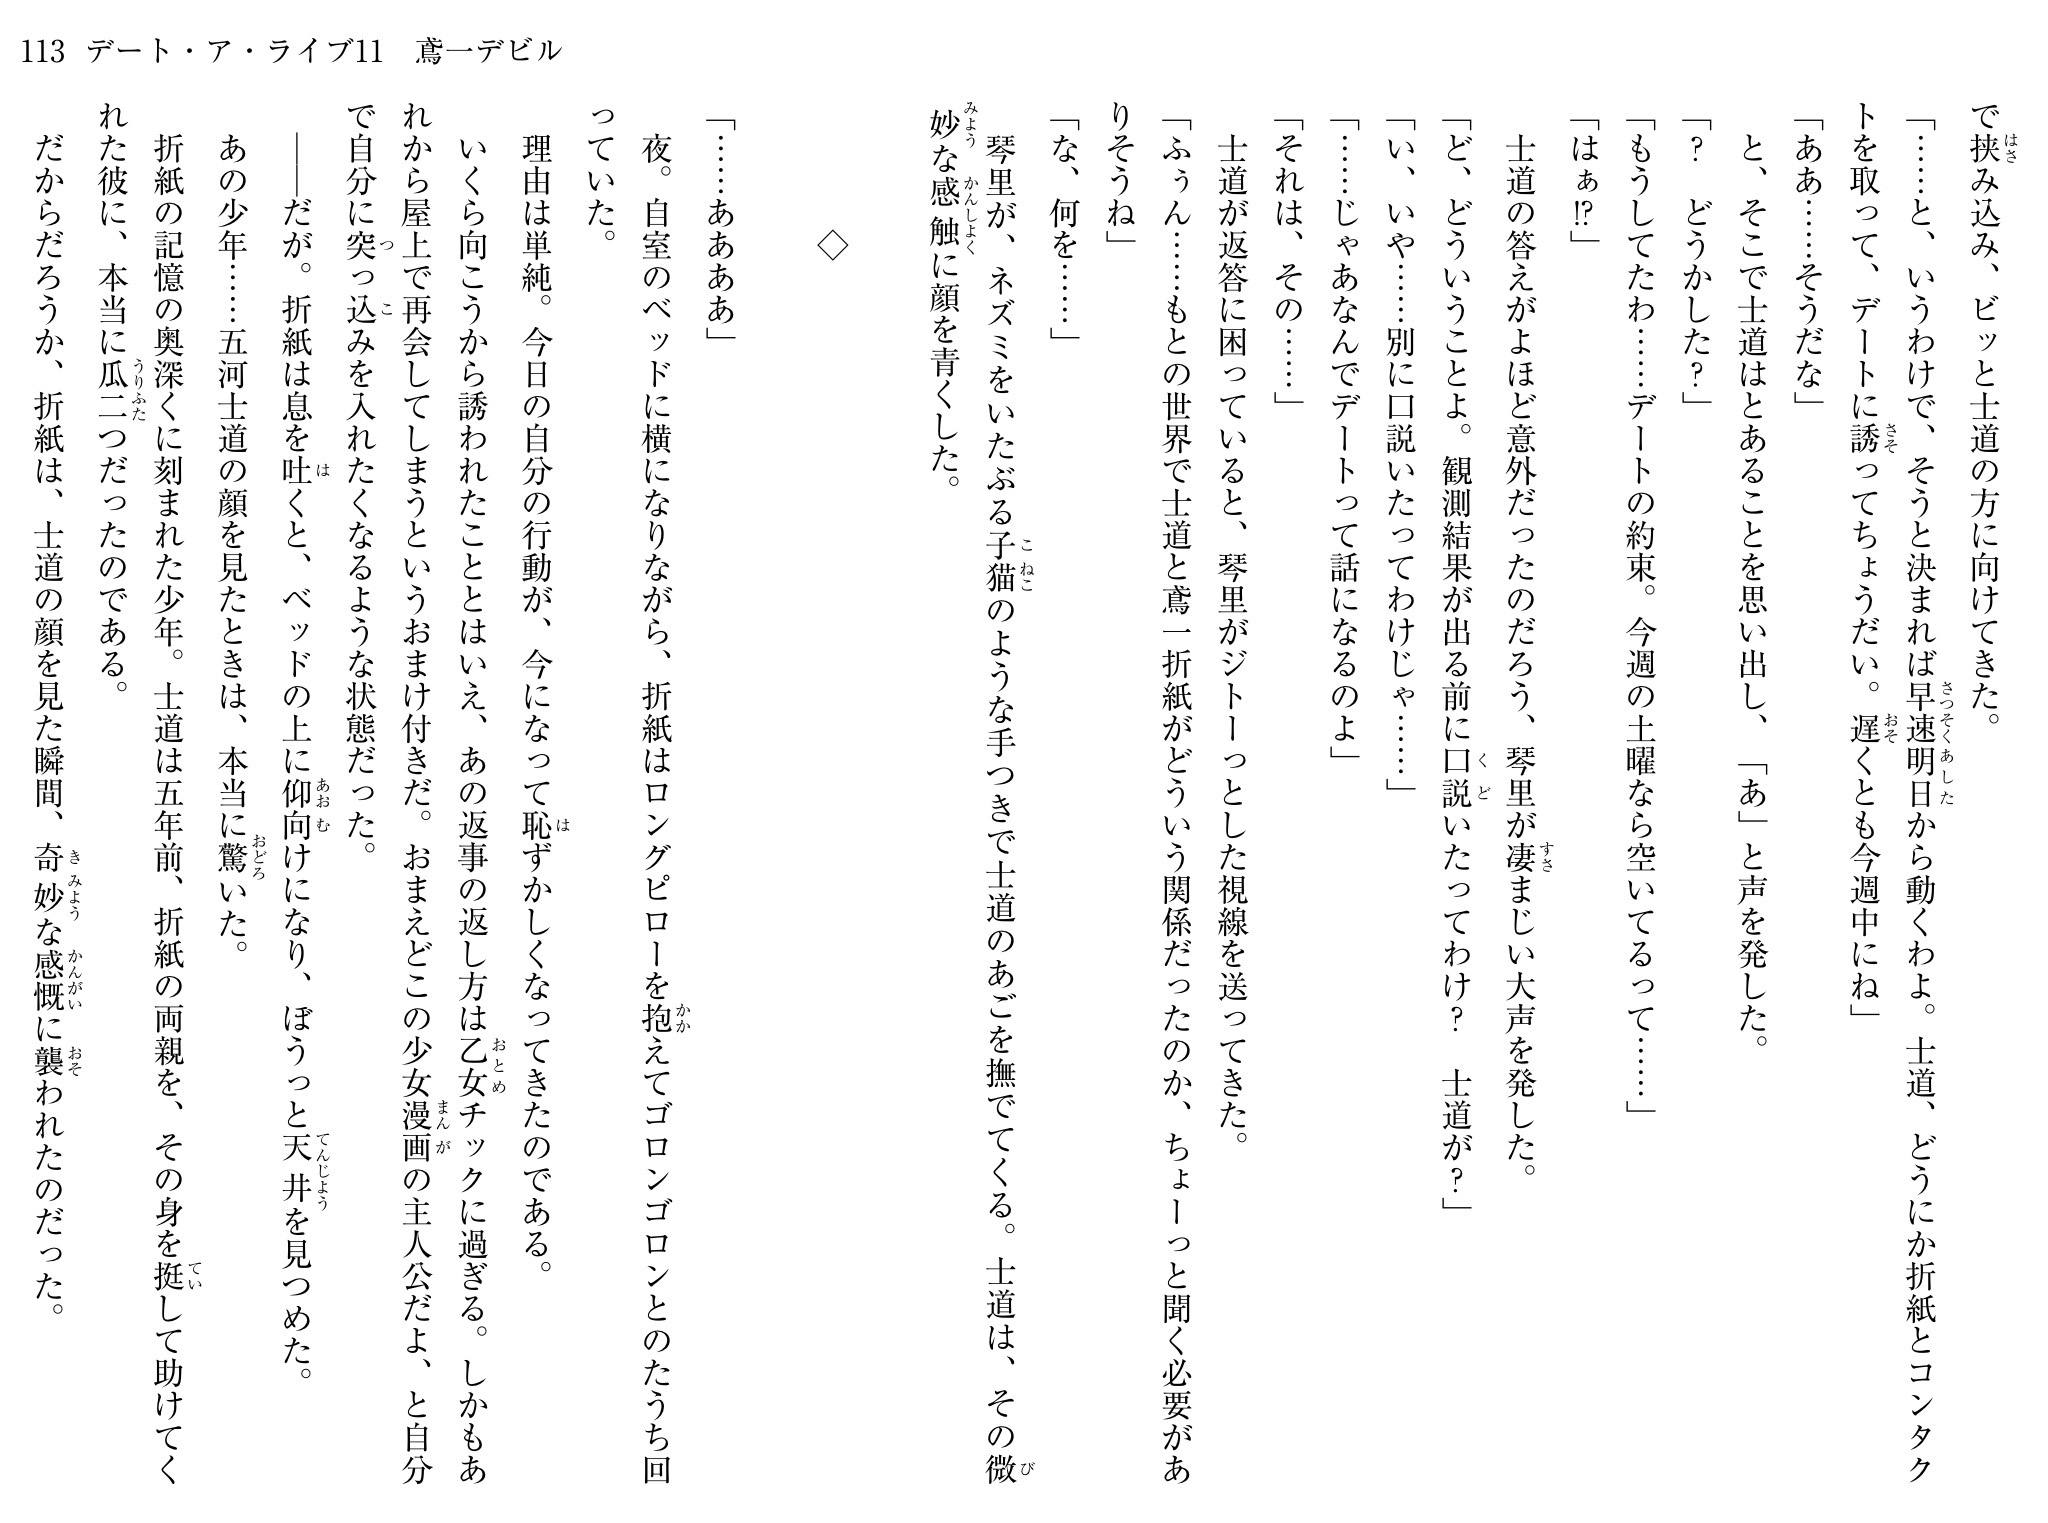 113 デート・ア・ライブ11 鳶一デビル
で挟み込み、ビッと士道の方に向けてきた。
「……と、いうわけで、そうと決まれば早速明日から動くわよ。士道、どうにか折紙とコンタク
トを取って、デートに誘ってちょうだい。遅くとも今週中にね」
「ああ……そうだな」
と、そこで士道はとあることを思い出し、「あ」と声を発した。
「? どうかした?」
「もうしてたわ……デートの約束。今週の土曜なら空いてるって……」
「はぁ!?」
士道の答えがよほど意外だったのだろう、琴里が凄まじい大声を発した。
「ど、どういうことよ。観測結果が出る前に口説いたってわけ? 士道が?」
「い、いや……別に口説いたってわけじゃ……」
「……じゃあなんでデートって話になるのよ」
「それは、その……」
士道が返答に困っていると、琴里がジトーっとした視線を送ってきた。
「ふぅん……もとの世界で士道と鳶一折紙がどういう関係だったのか、ちょーっと聞く必要があ
りそうね」
「な、何を……」
琴里が、ネズミをいたぶる子猫のような手つきで士道のあごを撫でてくる。士道は、その微
妙な感触に顔を青くした。
◇
「……ああああ」
夜。自室のベッドに横になりながら、折紙はロングピローを抱えてゴロンゴロンとのたうち回
っていた。
理由は単純。今日の自分の行動が、今になって恥ずかしくなってきたのである。
いくら向こうから誘われたこととはいえ、あの返事の返し方は乙女チックに過ぎる。しかもあ
れから屋上で再会してしまうというおまけ付きだ。おまえどこの少女漫画の主人公だよ、と自分
で自分に突っ込みを入れたくなるような状態だった。
――だが。折紙は息を吐くと、ベッドの上に仰向けになり、ぼうっと天井を見つめた。
あの少年……五河士道の顔を見たときは、本当に驚いた。
折紙の記憶の奥深くに刻まれた少年。士道は五年前、折紙の両親を、その身を挺して助けてく
れた彼に、本当に瓜二つだったのである。
だからだろうか、折紙は、士道の顔を見た瞬間、奇妙な感慨に襲われたのだった。